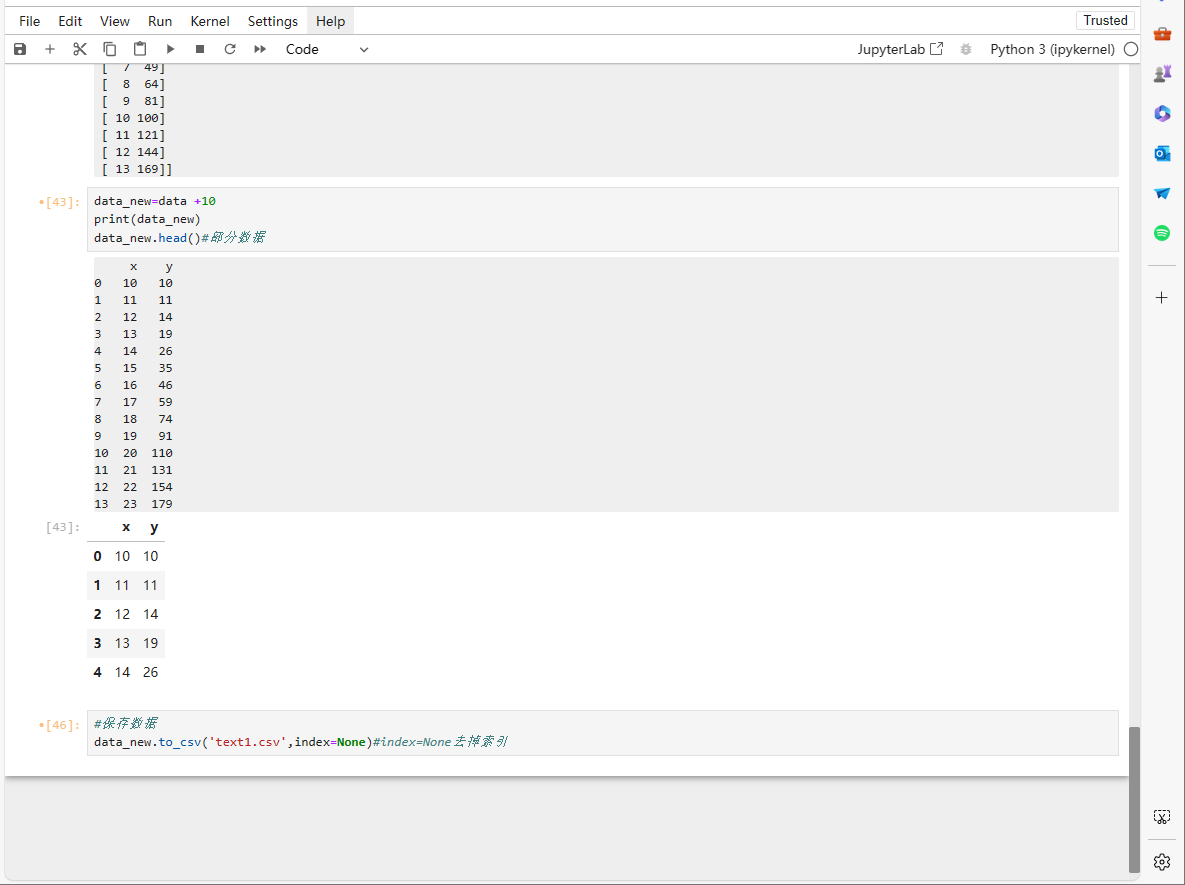 File Edit View Run Kernel Settings Help Trusted
Code JupyterLab Python 3 (ipykernel)
[  7  49]
[  8  64]
[  9  81]
[ 10 100]
[ 11 121]
[ 12 144]
[ 13 169]]
•[43]: data_new=data +10
print(data_new)
data_new.head()#部分数据
x y
0 10 10
1 11 11
2 12 14
3 13 19
4 14 26
5 15 35
6 16 46
7 17 59
8 18 74
9 19 91
10 20 110
11 21 131
12 22 154
13 23 179
[43]: x y
0 10 10
1 11 11
2 12 14
3 13 19
4 14 26
•[46]: #保存数据
data_new.to_csv('text1.csv',index=None)#index=None去掉索引